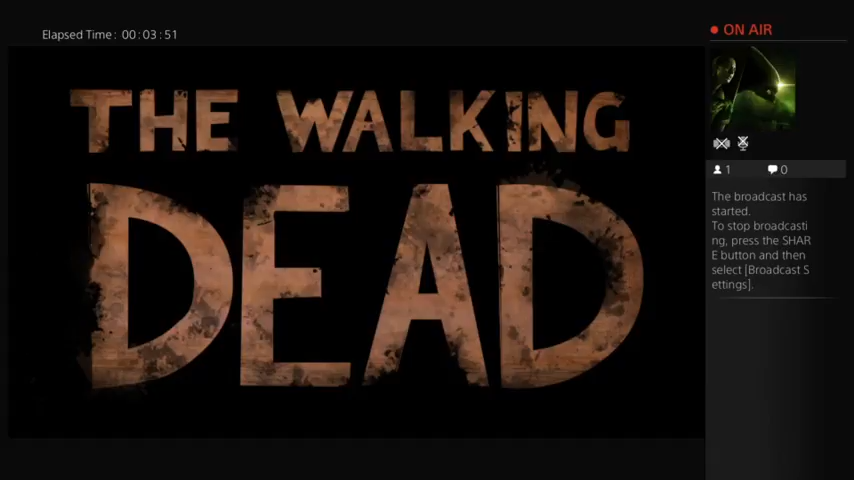 Elapsed Time: 00:03:51
ON AIR
THE WALKING
DEAD
1 0
The broadcast has
started.
To stop broadcasti
ng, press the SHAR
E button and then
select [Broadcast S
ettings].